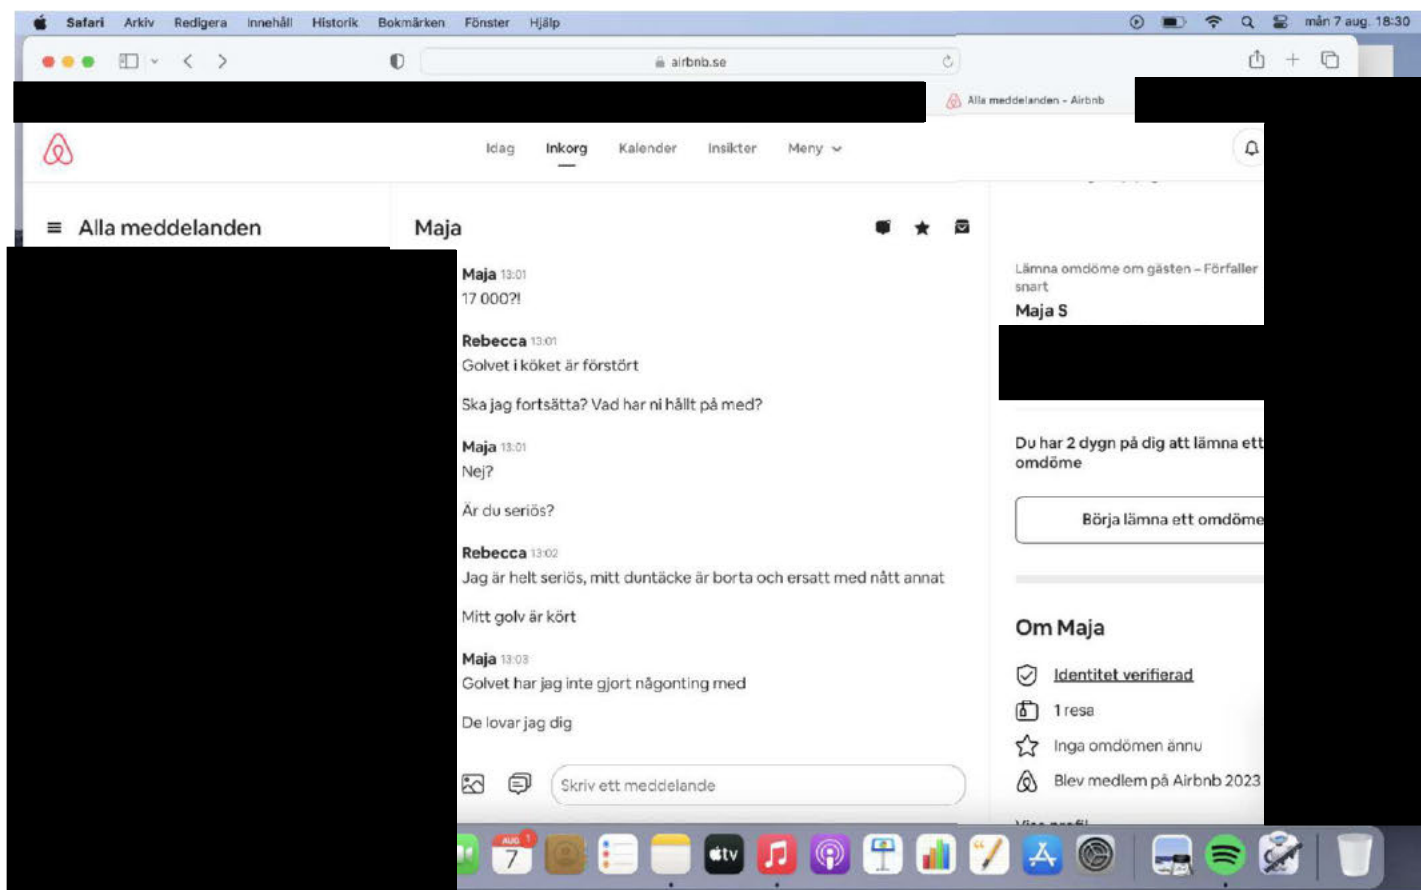 Safari Arkiv Redigera Innehåll Historik Bokmärken Fönster Hjälp
mån 7 aug. 18:30
airbnb.se
Alla meddelanden – Airbnb
Idag Inkorg Kalender Insikter Meny
Alla meddelanden
Maja
Maja 13:01
17 000?!
Rebecca 13:01
Golvet i köket är förstört
Ska jag fortsätta? Vad har ni hållt på med?
Maja 13:01
Nej?
Är du seriös?
Rebecca 13:02
Jag är helt seriös, mitt duntäcke är borta och ersatt med nått annat
Mitt golv är kört
Maja 13:03
Golvet har jag inte gjort någonting med
De lovar jag dig
Skriv ett meddelande
Lämna omdöme om gästen – Förfaller
snart
Maja S
Du har 2 dygn på dig att lämna ett
omdöme
Börja lämna ett omdöme
Om Maja
Identitet verifierad
1 resa
Inga omdömen ännu
Blev medlem på Airbnb 2023
AUG
7
1
tv